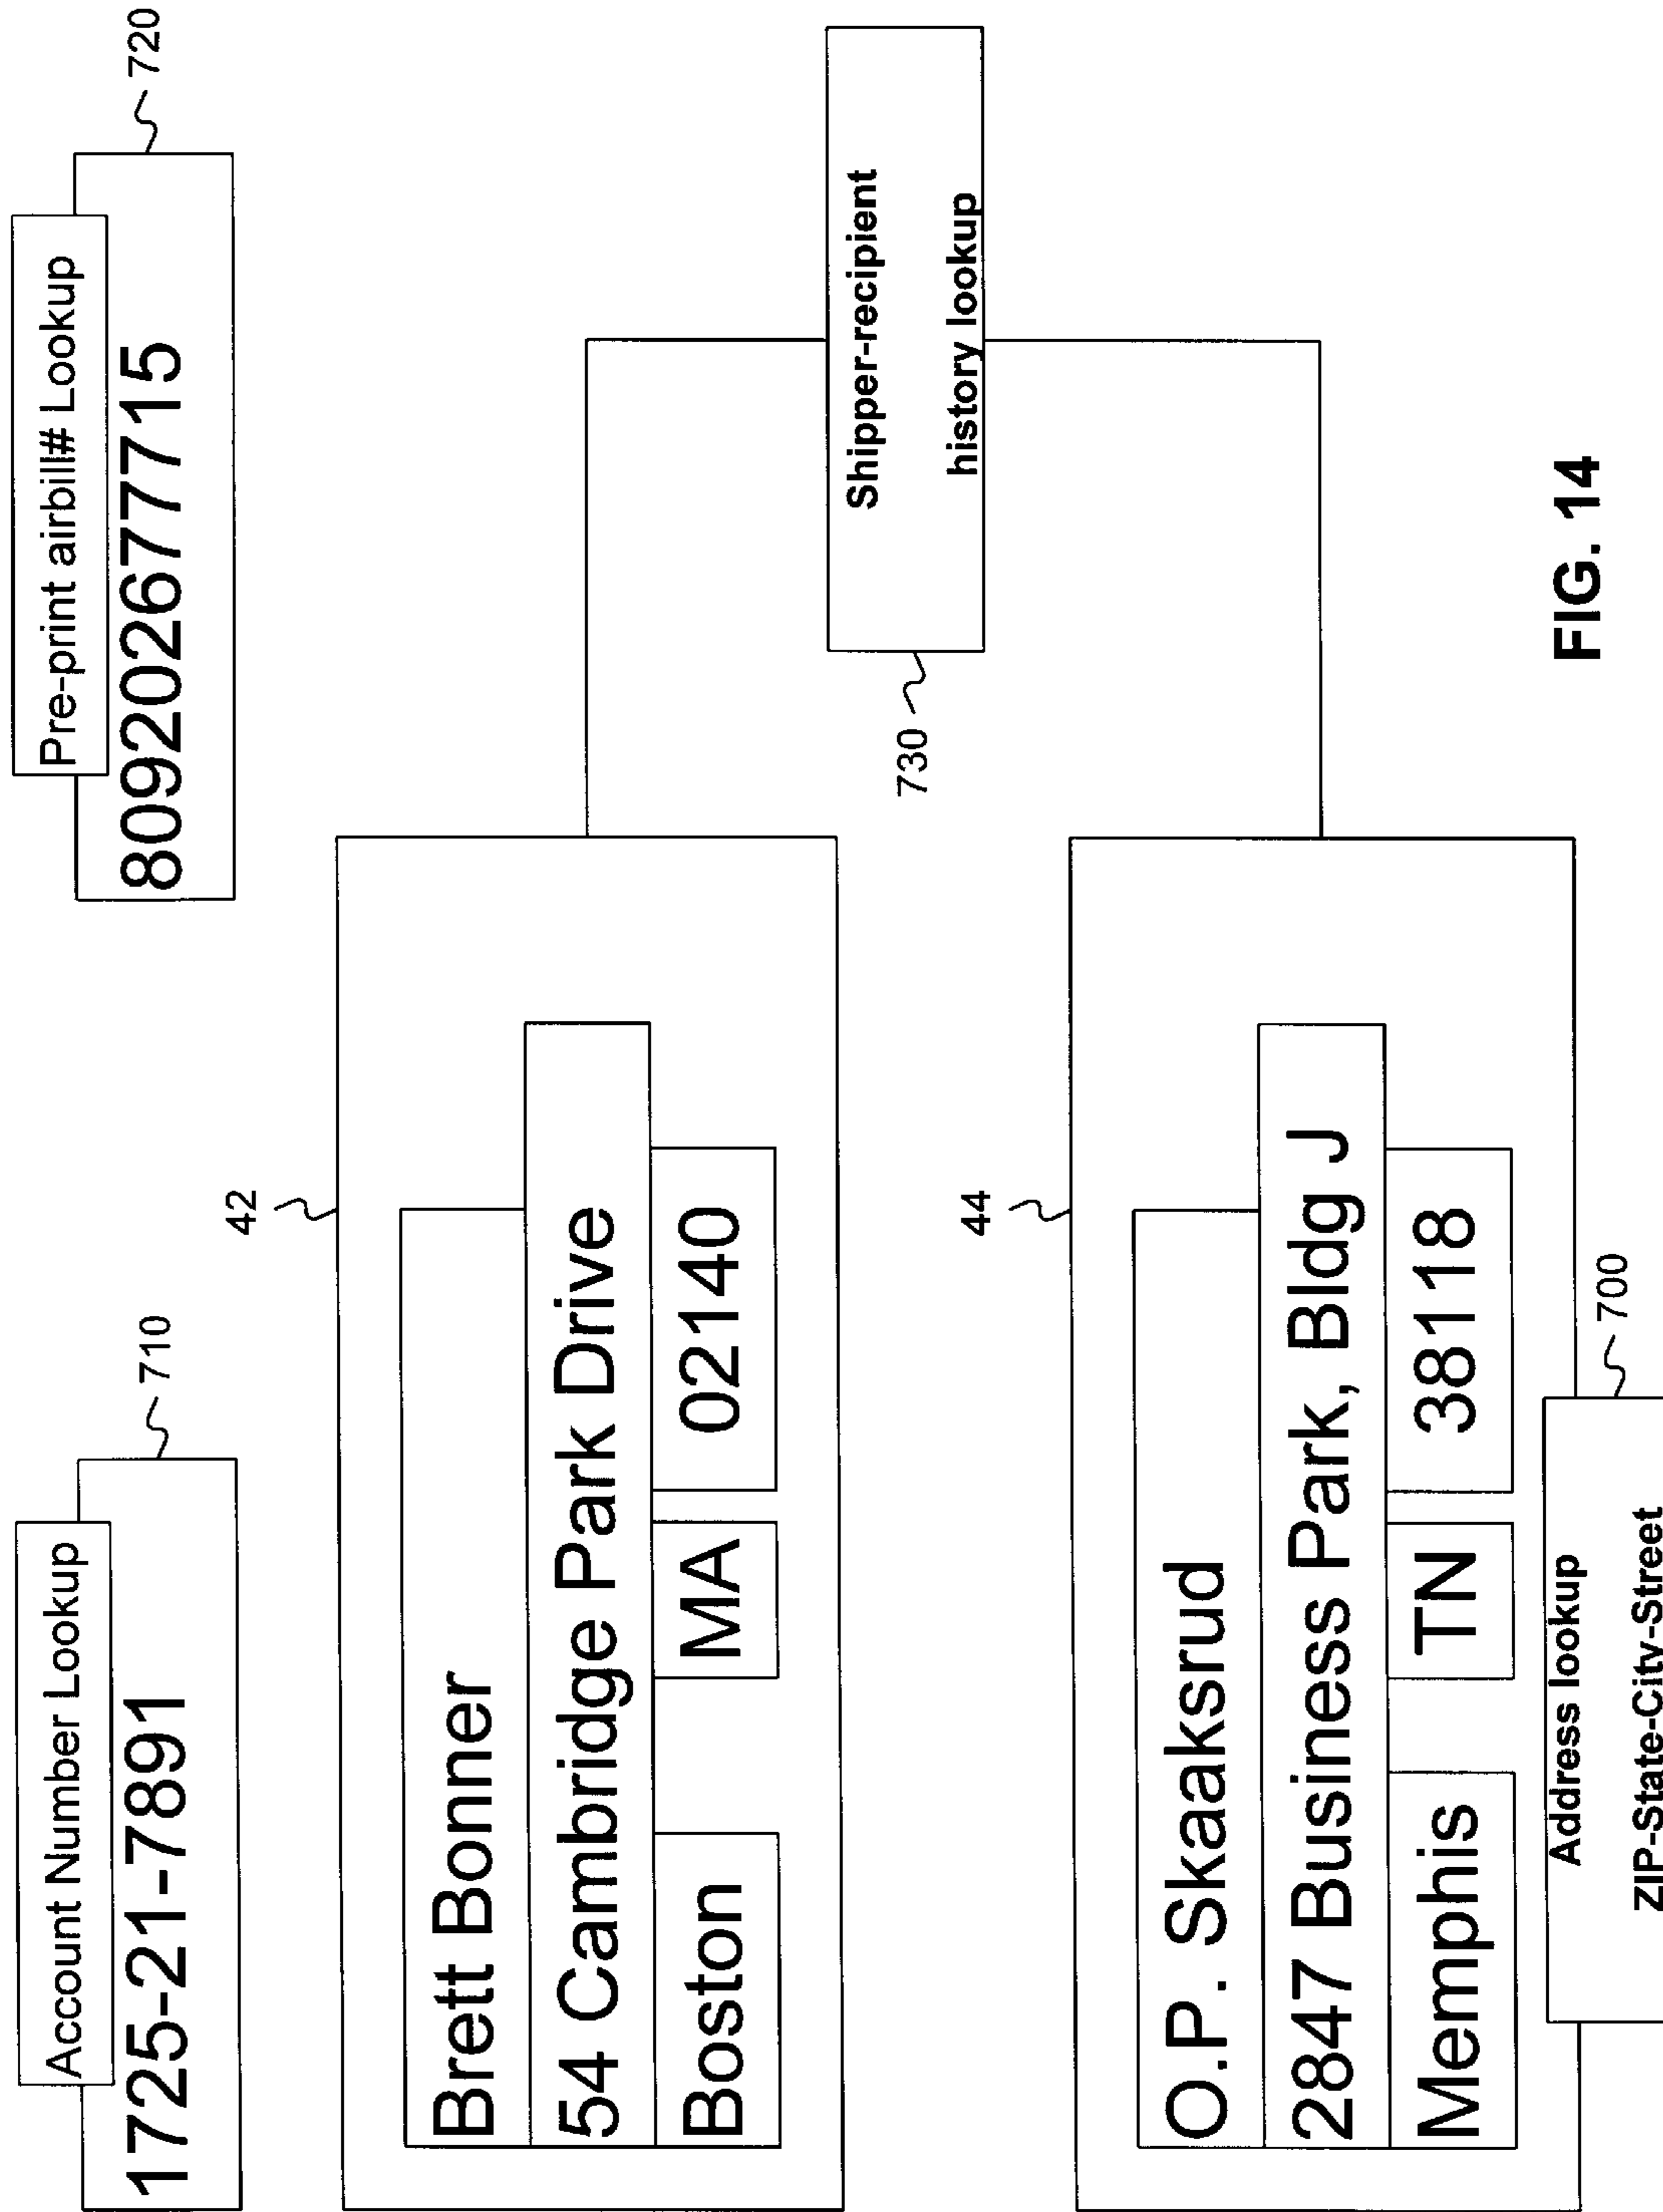 Account Number Lookup
1725-21-7891
710
Pre-print airbill# Lookup
809202677715
720
42
Brett Bonner
54 Cambridge Park Drive
Boston
MA
02140
Shipper-recipient
history lookup
730
44
O.P. Skaaksrud
2847 Business Park, Bldg J
Memphis
TN
38118
Address lookup
ZIP-State-City-Street
700
FIG. 14